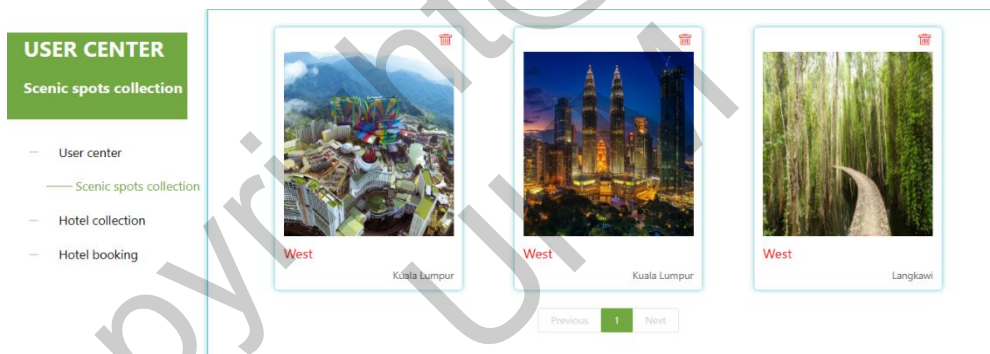 USER CENTER
Scenic spots collection
User center
Scenic spots collection
Hotel collection
Hotel booking
West
Kuala Lumpur
West
Kuala Lumpur
West
Langkawi
Previous 1 Next